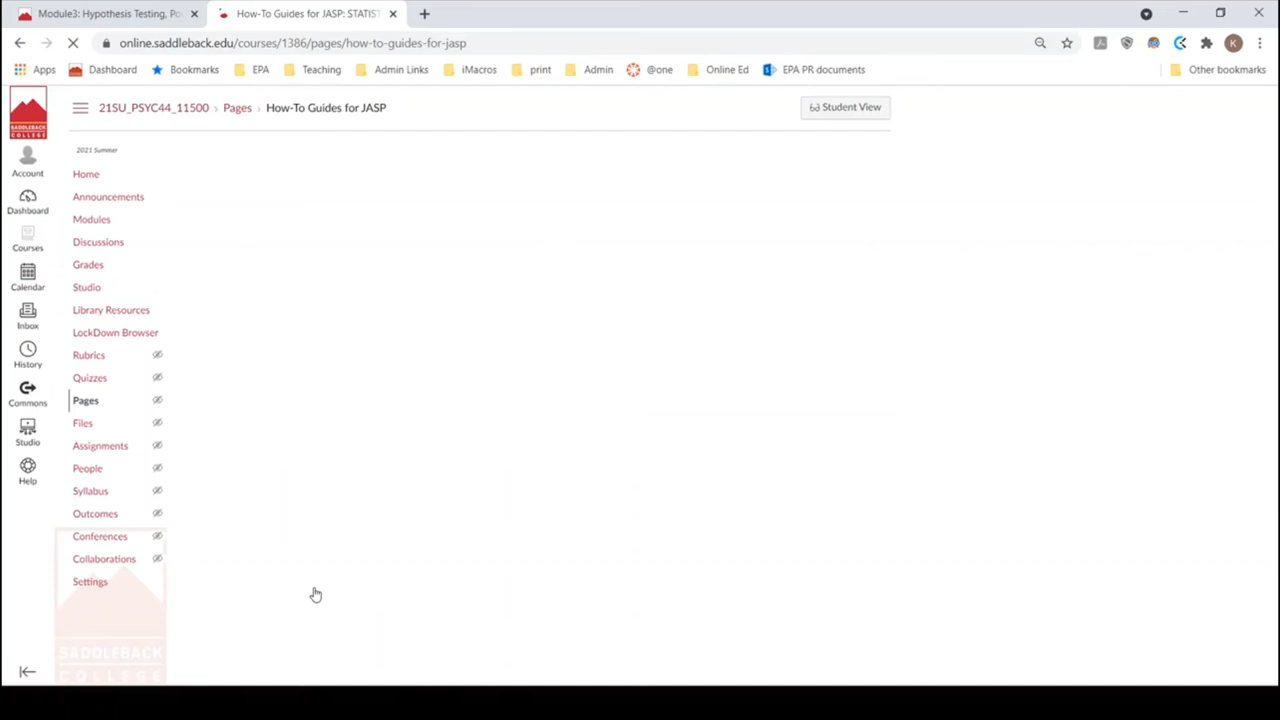 Module3: Hypothesis Testing, Po
How-To Guides for JASP: STATIST
online.saddleback.edu/courses/1386/pages/how-to-guides-for-jasp
K
Apps
Dashboard
Bookmarks
EPA
Teaching
Admin Links
iMacros
print
Admin
@one
Online Ed
EPA PR documents
Other bookmarks
SADDLEBACK
COLLEGE
21SU_PSYC44_11500 › Pages › How-To Guides for JASP
Student View
Account
Dashboard
Courses
Calendar
Inbox
History
Commons
Studio
Help
2021 Summer
Home
Announcements
Modules
Discussions
Grades
Studio
Library Resources
LockDown Browser
Rubrics
Quizzes
Pages
Files
Assignments
People
Syllabus
Outcomes
Conferences
Collaborations
Settings
SADDLEBACK
COLLEGE